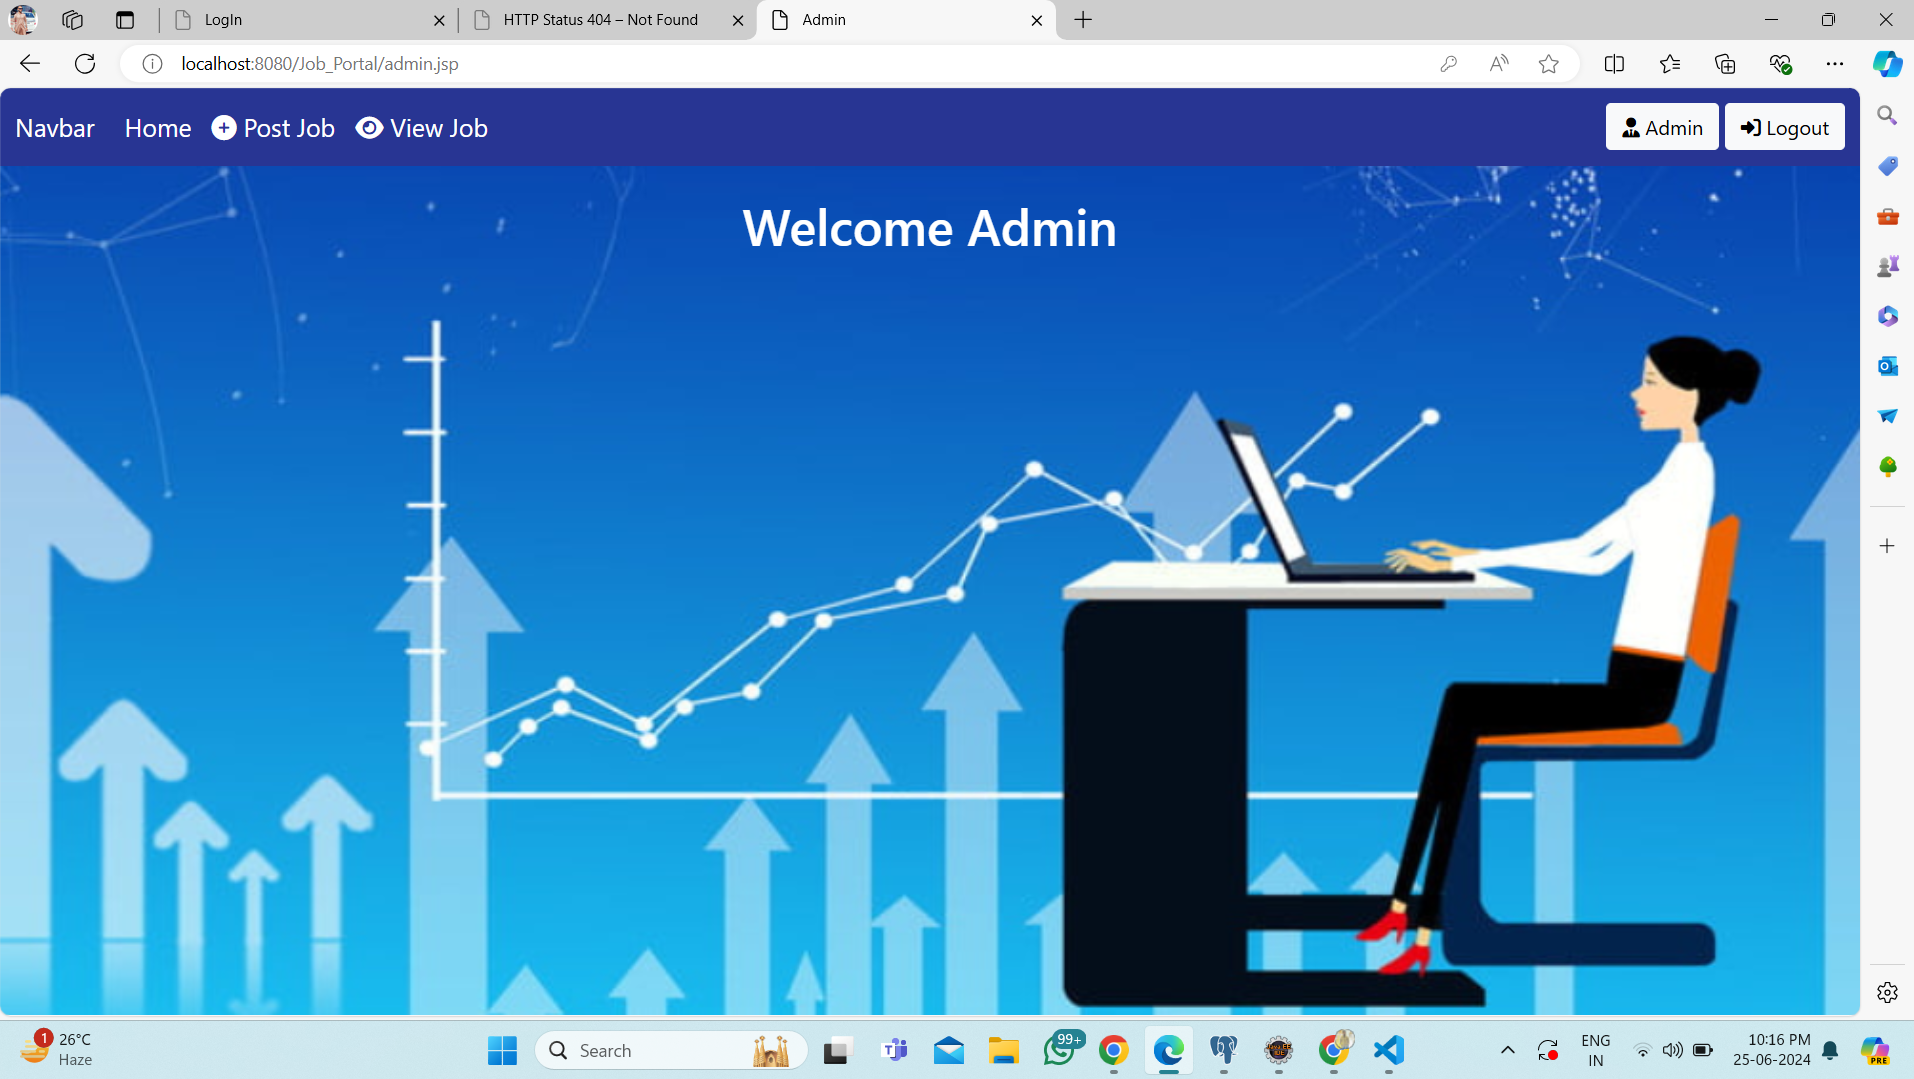 LogIn
HTTP Status 404 – Not Found
Admin
localhost:8080/Job_Portal/admin.jsp
Navbar Home Post Job View Job Admin Logout
Welcome Admin
1
26°C
Haze
Search
99+
ENG
IN
10:16 PM
25-06-2024
PRE